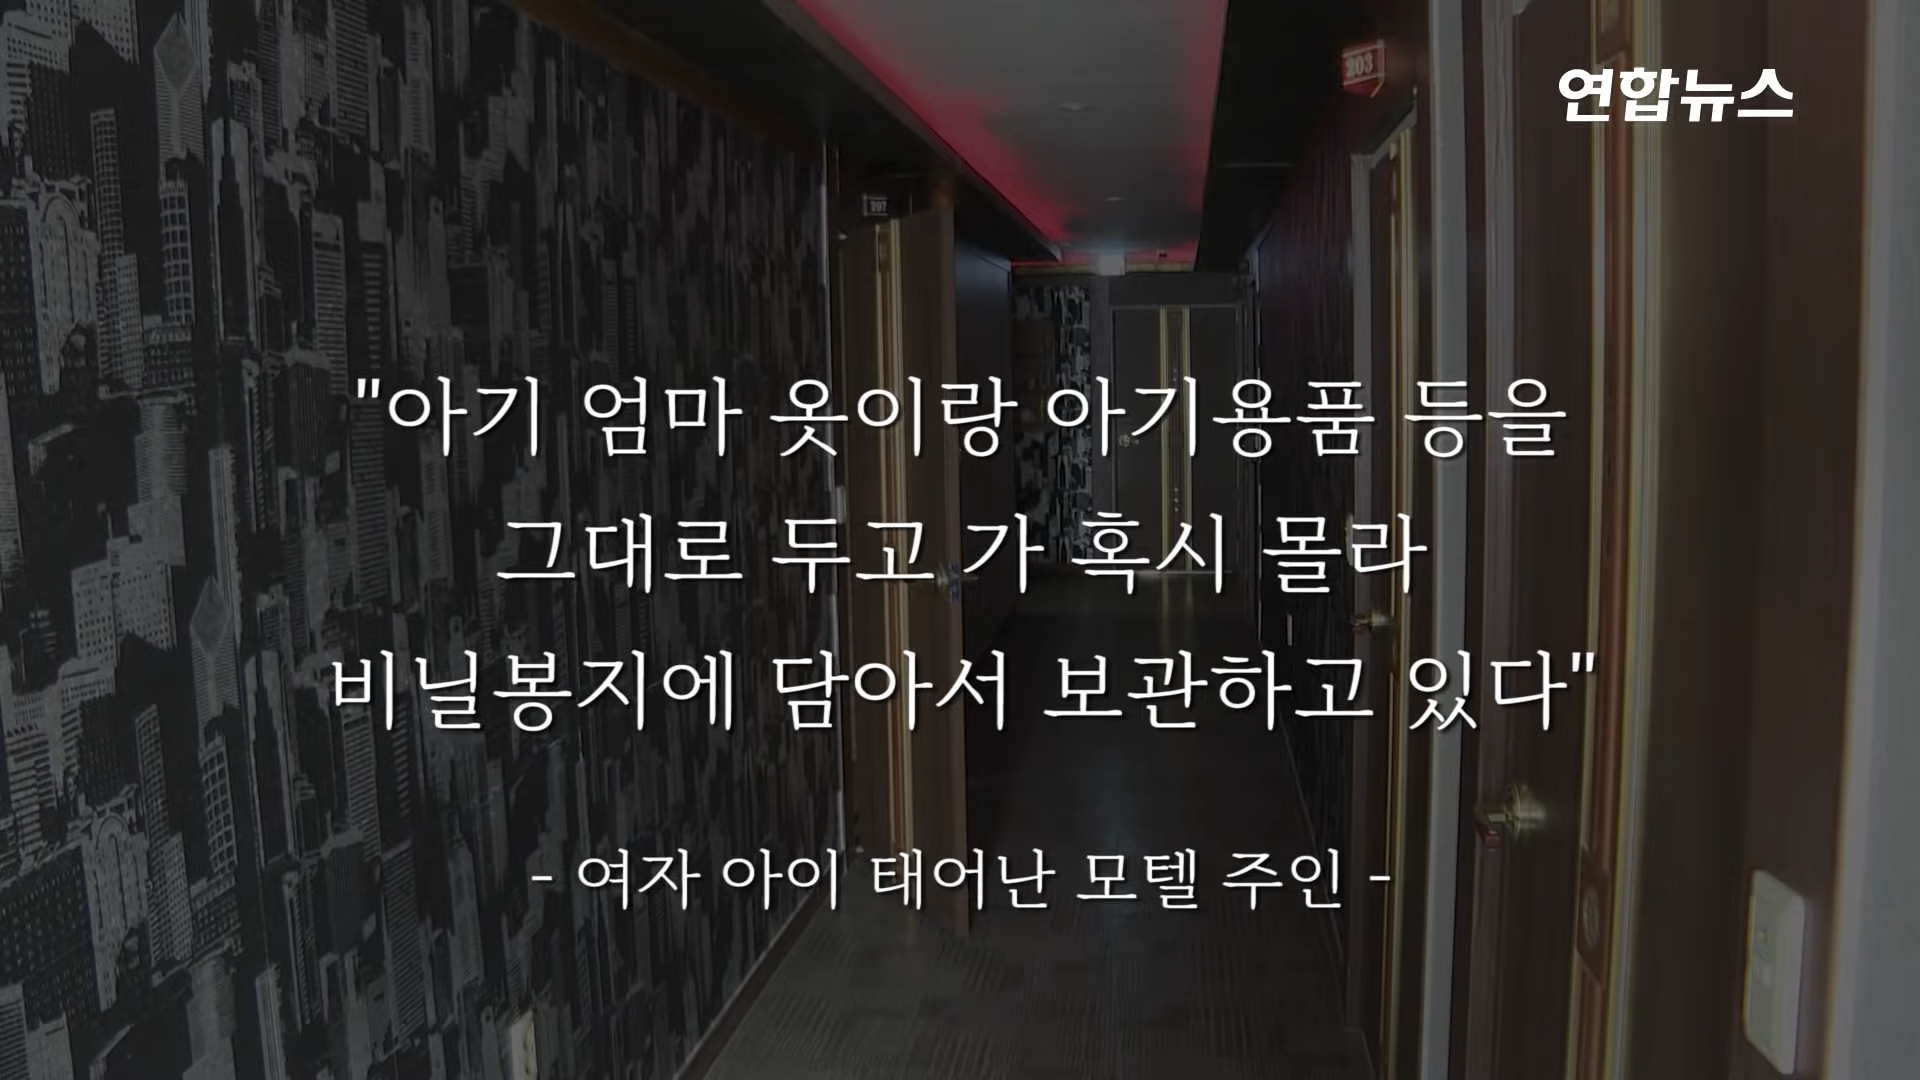 연합뉴스
203
207
"아기 엄마 옷이랑 아기용품 등을
그대로 두고 가 혹시 몰라
비닐봉지에 담아서 보관하고 있다"
- 여자 아이 태어난 모텔 주인 -